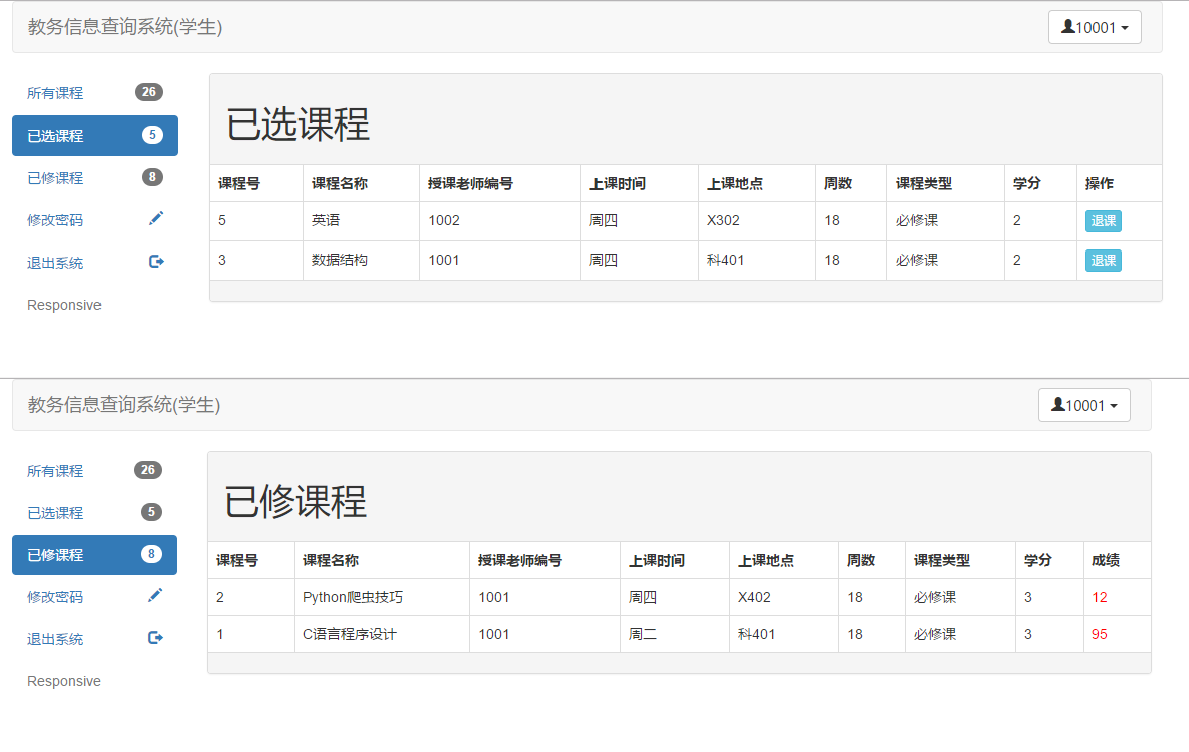 教务信息查询系统(学生) 10001
所有课程 26
已选课程 5
已修课程 8
修改密码
退出系统
Responsive
已选课程
课程号 课程名称 授课老师编号 上课时间 上课地点 周数 课程类型 学分 操作
5 英语 1002 周四 X302 18 必修课 2 退课
3 数据结构 1001 周四 科401 18 必修课 2 退课
教务信息查询系统(学生) 10001
所有课程 26
已选课程 5
已修课程 8
修改密码
退出系统
Responsive
已修课程
课程号 课程名称 授课老师编号 上课时间 上课地点 周数 课程类型 学分 成绩
2 Python爬虫技巧 1001 周四 X402 18 必修课 3 12
1 C语言程序设计 1001 周二 科401 18 必修课 3 95